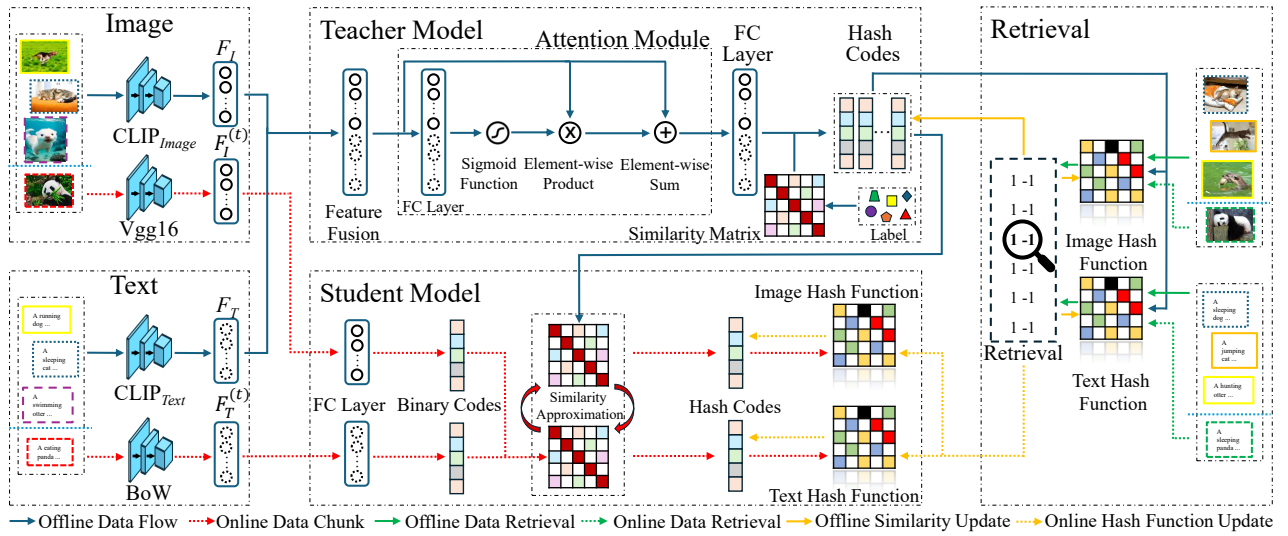 Image
F_I
CLIP_Image
F_I^(t)
Vgg16
Text
A running
dog ...
A
sleeping
cat ...
A
swimming
otter ...
A eating
panda ...
F_T
CLIP_Text
F_T^(t)
BoW
Teacher Model
Attention Module
FC
Layer
Hash
Codes
Feature
Fusion
FC Layer
Sigmoid
Function
Element-wise
Product
Element-wise
Sum
Similarity Matrix
Label
Student Model
FC Layer
Binary Codes
Similarity
Approximation
Hash Codes
Image Hash Function
Text Hash Function
Retrieval
1 -1
1 -1
1 -1
1 -1
1 -1
1 -1
Retrieval
Image Hash
Function
Text Hash
Function
A
sleeping
dog ...
A
jumping
cat ...
A hunting
otter ...
A
sleeping
panda ...
Offline Data Flow
Online Data Chunk
Offline Data Retrieval
Online Data Retrieval
Offline Similarity Update
Online Hash Function Update